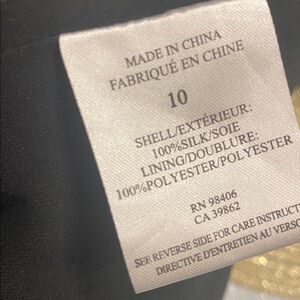 MADE IN CHINA
FABRIQUÉ EN CHINE
10
SHELL/EXTÉRIEUR:
100%SILK/SOIE
LINING/DOUBLURE:
100%POLYESTER/POLYESTER
RN 98406
CA 39862
SEE REVERSE SIDE FOR CARE INSTRUCT
DIRECTIVE D'ENTRETIEN AU VERSO